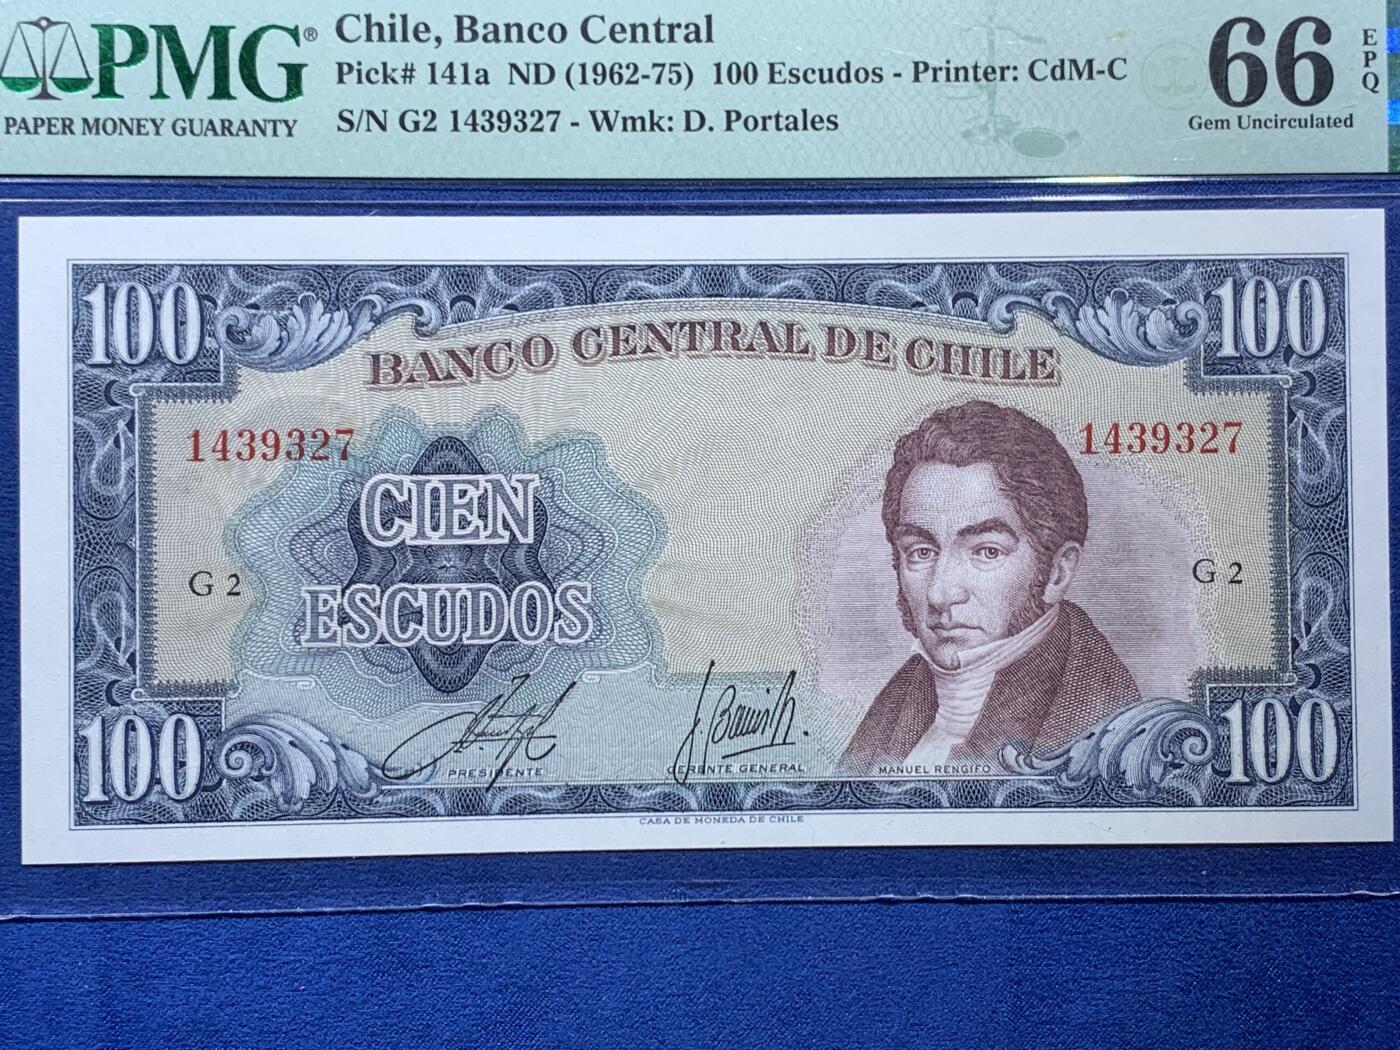 PMG®
PAPER MONEY GUARANTY
Chile, Banco Central
Pick# 141a ND (1962-75) 100 Escudos - Printer: CdM-C
S/N G2 1439327 - Wmk: D. Portales
66
EPQ
Gem Uncirculated
100 100
BANCO CENTRAL DE CHILE
1439327 1439327
CIEN
ESCUDOS
G 2 G 2
PRESIDENTE GERENTE GENERAL MANUEL RENGIFO
100 100
CASA DE MONEDA DE CHILE